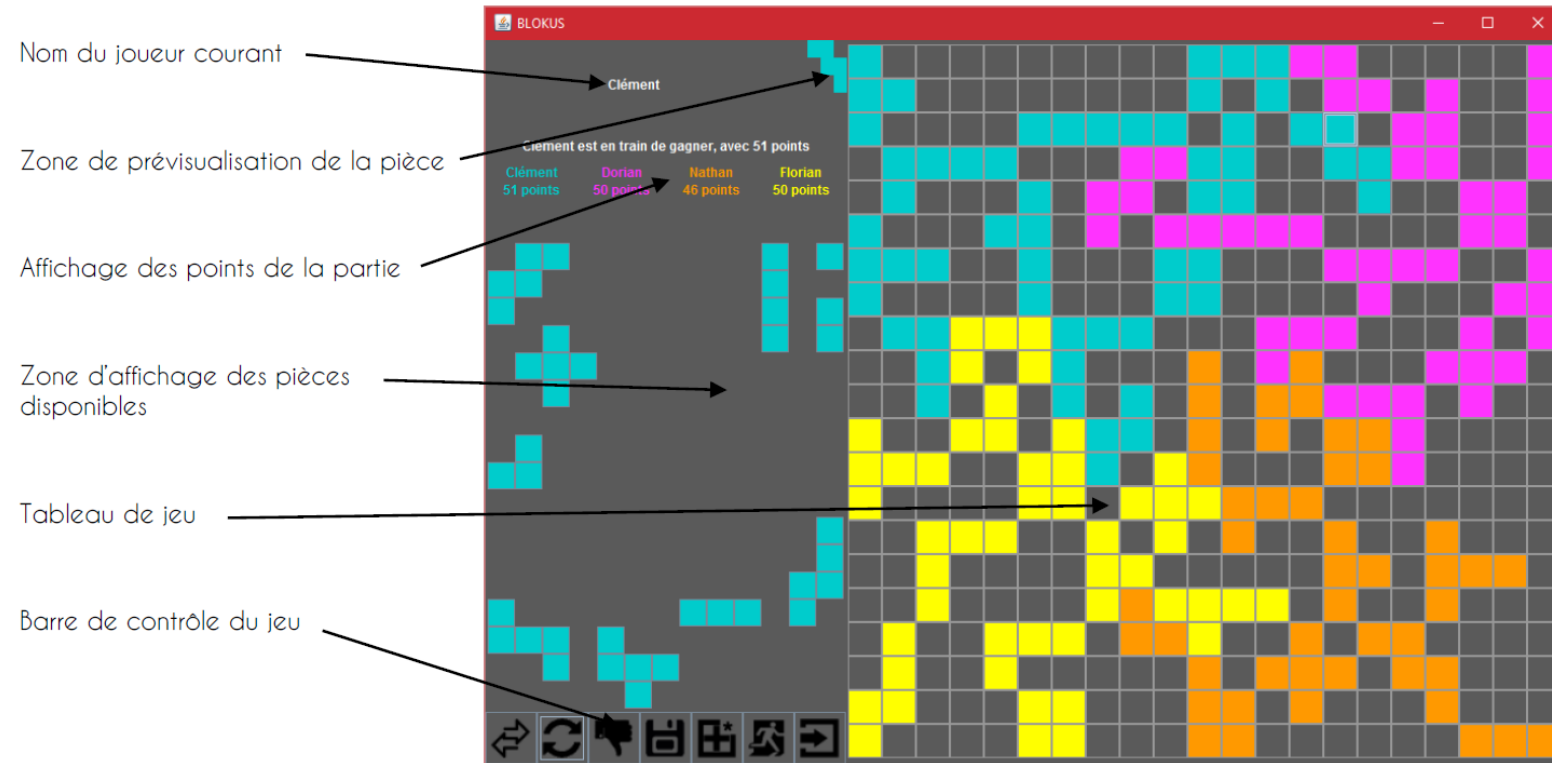 BLOKUS
Nom du joueur courant
Clément
Zone de prévisualisation de la pièce
Clément est en train de gagner, avec 51 points
Clément Dorian Nathan Florian
51 points 50 points 46 points 50 points
Affichage des points de la partie
Zone d'affichage des pièces
disponibles
Tableau de jeu
Barre de contrôle du jeu